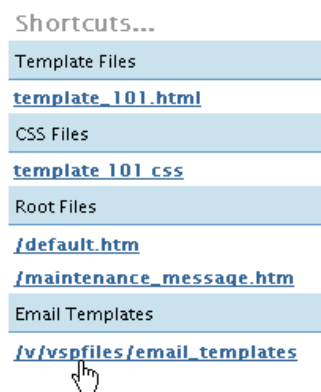 Shortcuts...
Template Files
template_101.html
CSS Files
template 101 css
Root Files
/default.htm
/maintenance_message.htm
Email Templates
/v/vspfiles/email_templates